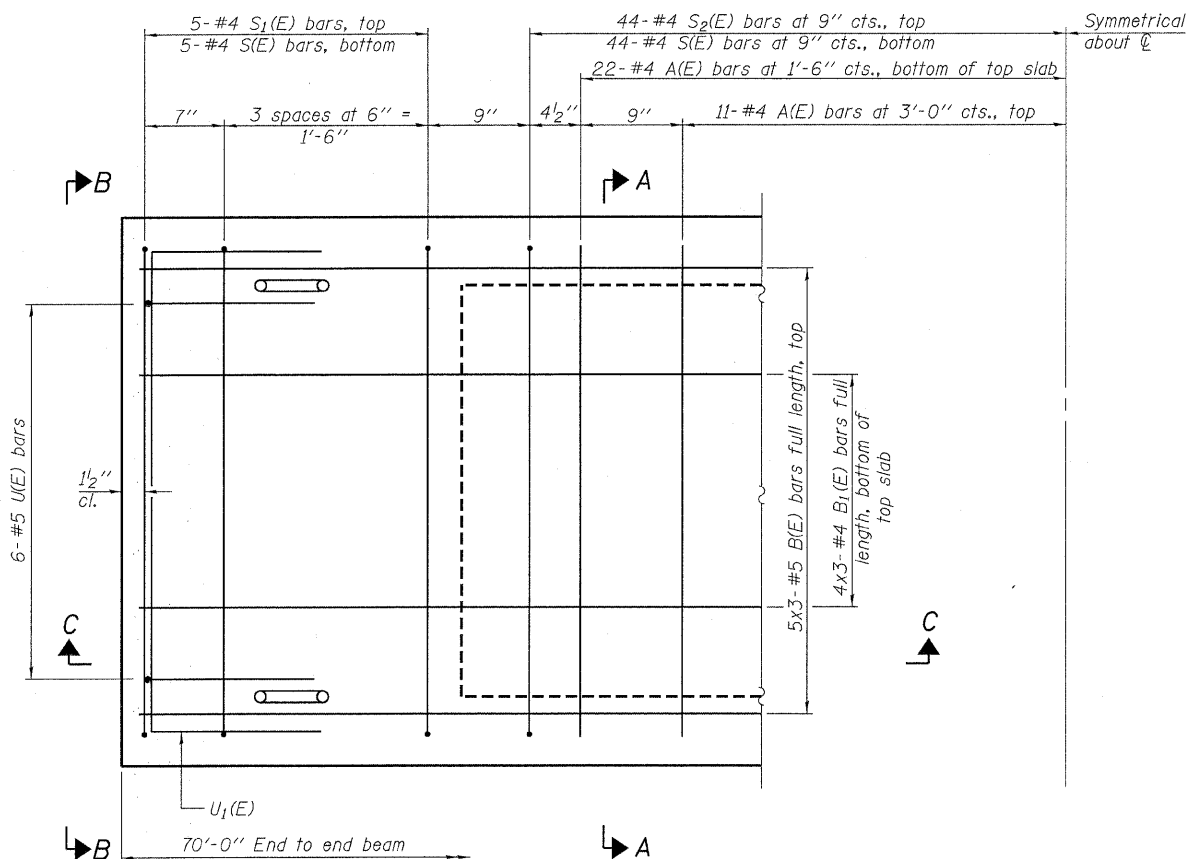 5-#4 S1(E) bars, top
5-#4 S(E) bars, bottom
44-#4 S2(E) bars at 9" cts., top
44-#4 S(E) bars at 9" cts., bottom
Symmetrical
about ℄
22-#4 A(E) bars at 1'-6" cts., bottom of top slab
7"
3 spaces at 6" =
1'-6"
9"
4½"
9"
11-#4 A(E) bars at 3'-0" cts., top
B
A
6-#5 U(E) bars
1½"
cl.
5x3-#5 B(E) bars full length, top
4x3-#4 B1(E) bars full
length, bottom of
top slab
C
C
U1(E)
B
70'-0" End to end beam
A